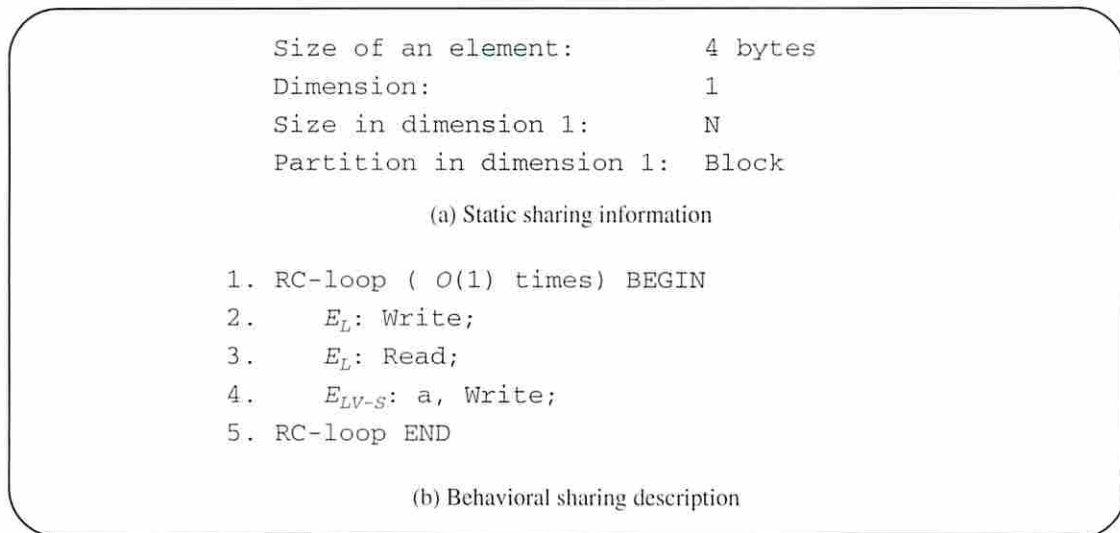 Size of an element: 4 bytes
Dimension: 1
Size in dimension 1: N
Partition in dimension 1: Block
(a) Static sharing information
1. RC-loop ( O(1) times) BEGIN
2. E_L: Write;
3. E_L: Read;
4. E_{LV-S}: a, Write;
5. RC-loop END
(b) Behavioral sharing description